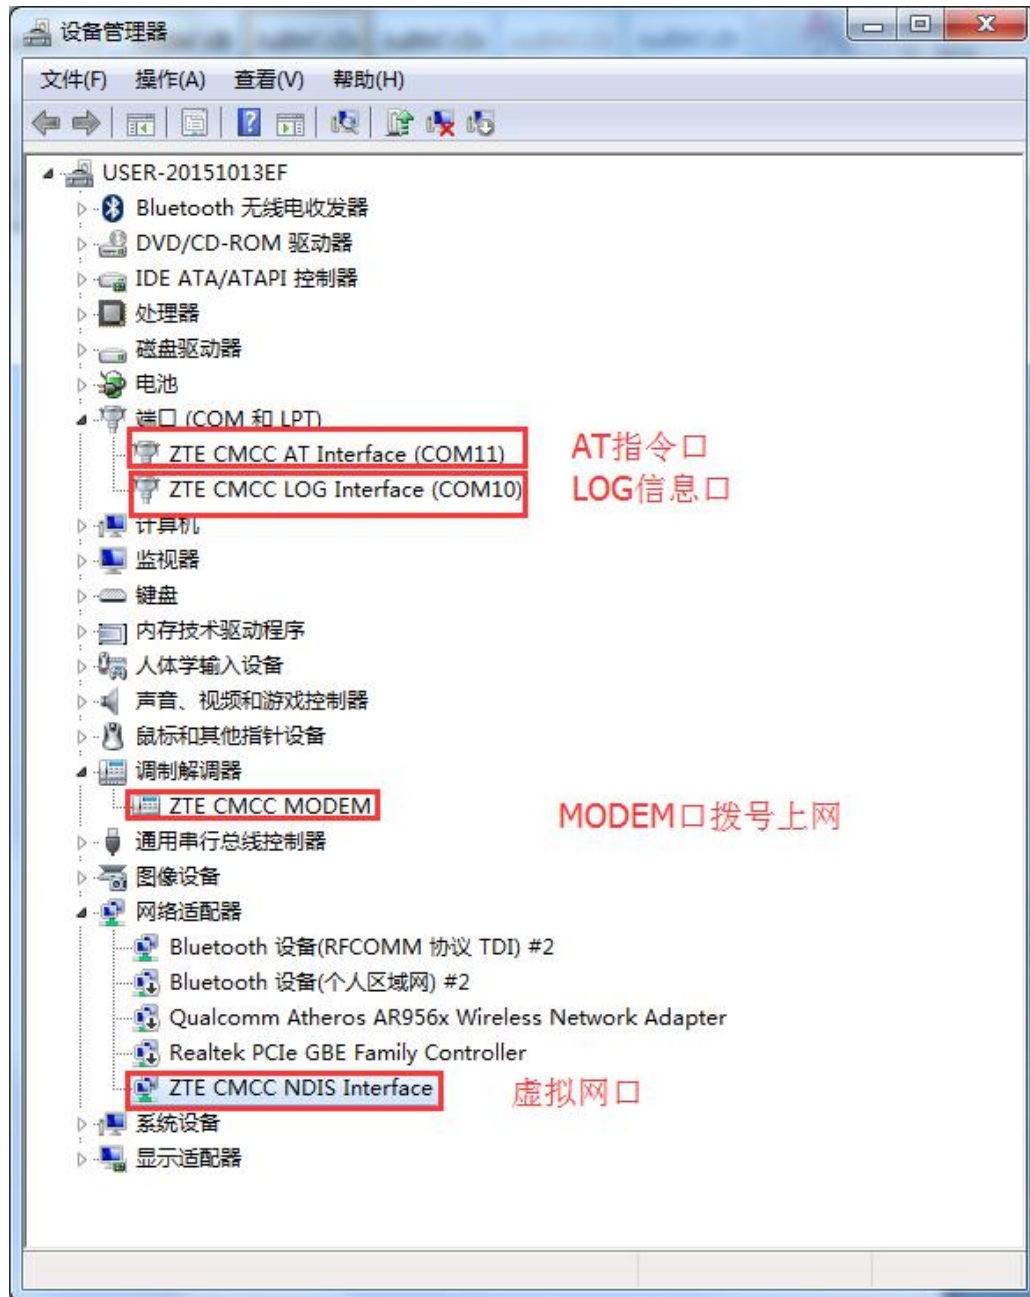 设备管理器
文件(F) 操作(A) 查看(V) 帮助(H)
USER-20151013EF
Bluetooth 无线电收发器
DVD/CD-ROM 驱动器
IDE ATA/ATAPI 控制器
处理器
磁盘驱动器
电池
端口 (COM 和 LPT)
ZTE CMCC AT Interface (COM11) AT指令口
ZTE CMCC LOG Interface (COM10) LOG信息口
计算机
监视器
键盘
内存技术驱动程序
人体学输入设备
声音、视频和游戏控制器
鼠标和其他指针设备
调制解调器
ZTE CMCC MODEM MODEM口拨号上网
通用串行总线控制器
图像设备
网络适配器
Bluetooth 设备(RFCOMM 协议 TDI) #2
Bluetooth 设备(个人区域网) #2
Qualcomm Atheros AR956x Wireless Network Adapter
Realtek PCIe GBE Family Controller
ZTE CMCC NDIS Interface 虚拟网口
系统设备
显示适配器